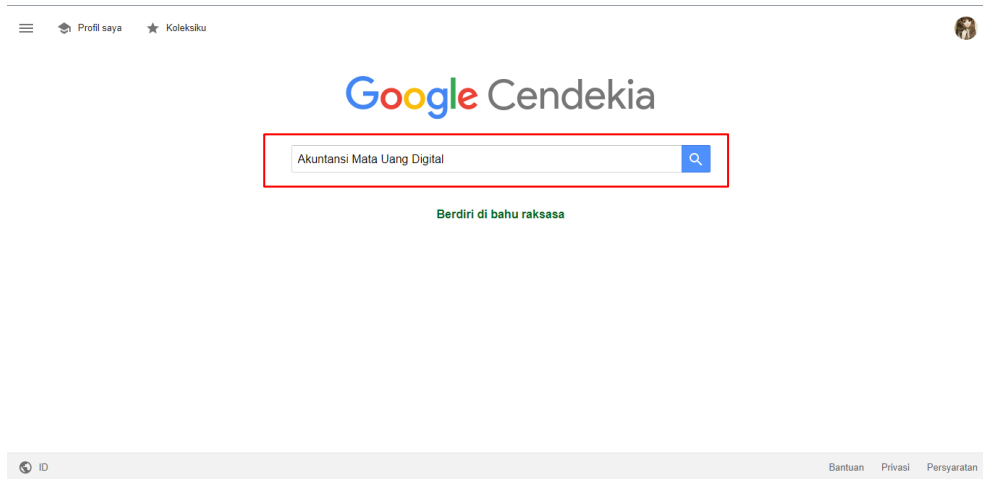 Profil saya
Koleksiku
Google Cendekia
Akuntansi Mata Uang Digital
Berdiri di bahu raksasa
ID
Bantuan Privasi Persyaratan